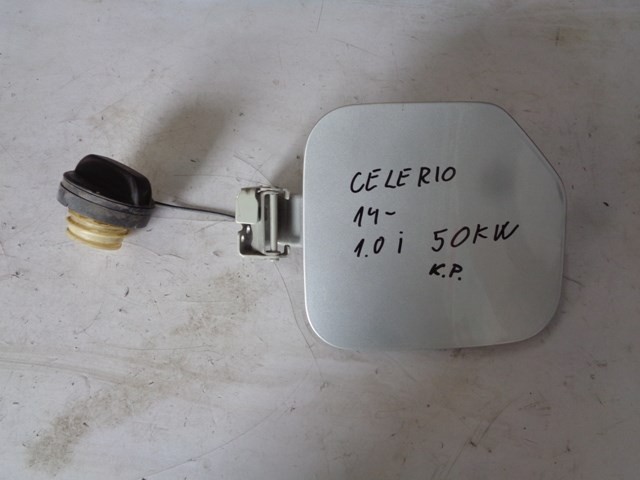 CELERIO
14-
1.0 i 50KW
K.P.